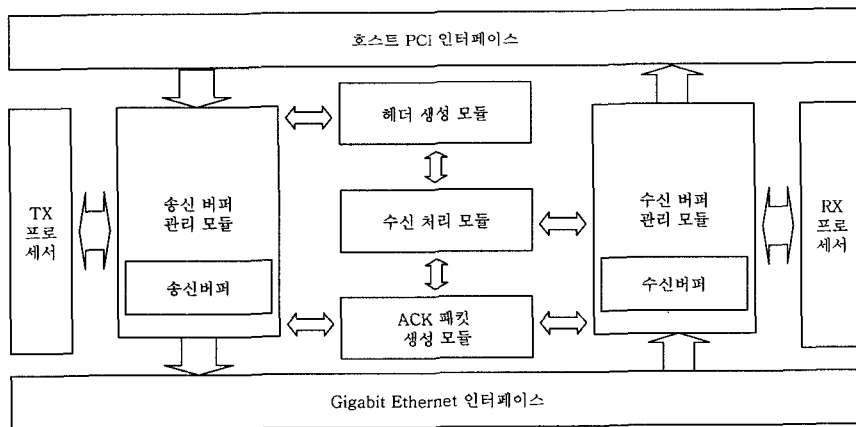 호스트 PCI 인터페이스
헤더 생성 모듈
TX
프로
세서
송신 버퍼
관리 모듈
송신버퍼
수신 처리 모듈
ACK 패킷
생성 모듈
수신 버퍼
관리 모듈
수신버퍼
RX
프로
세서
Gigabit Ethernet 인터페이스